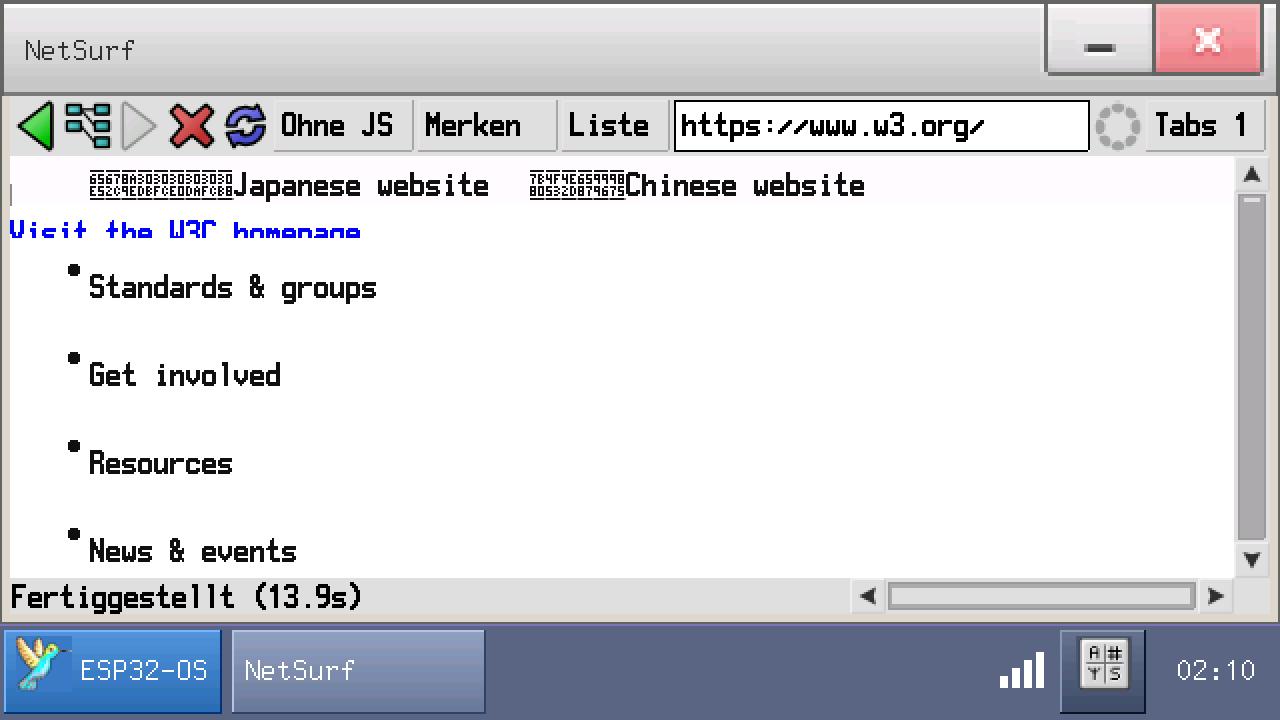 NetSurf
Ohne JS Merken Liste https://www.w3.org/ Tabs 1
Japanese website Chinese website
Visit the W3C homepage
Standards & groups
Get involved
Resources
News & events
Fertiggestellt (13.9s)
ESP32-OS NetSurf 02:10